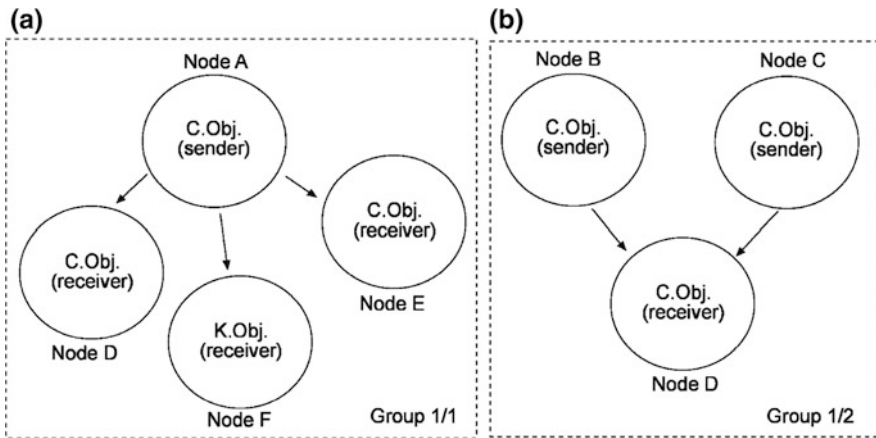 (a)
Node A
C.Obj.
(sender)
C.Obj.
(receiver)
Node D
K.Obj.
(receiver)
Node F
C.Obj.
(receiver)
Node E
Group 1/1
(b)
Node B
C.Obj.
(sender)
Node C
C.Obj.
(sender)
C.Obj.
(receiver)
Node D
Group 1/2